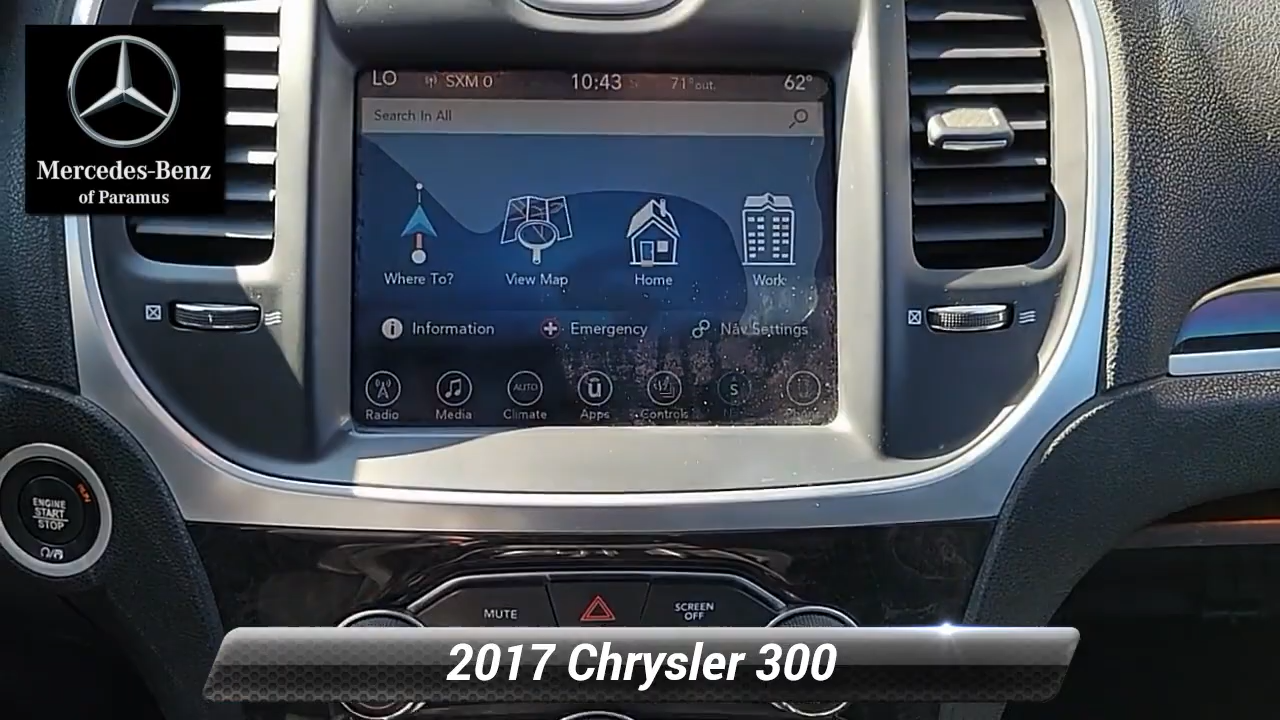 Mercedes-Benz
of Paramus
LO SXM 0 10:43 71° out. 62°
Search In All
Where To? View Map Home Work
Information Emergency Nav Settings
AUTO
Radio Media Climate Apps Controls
ENGINE
START
STOP
RUN
MUTE
SCREEN
OFF
2017 Chrysler 300